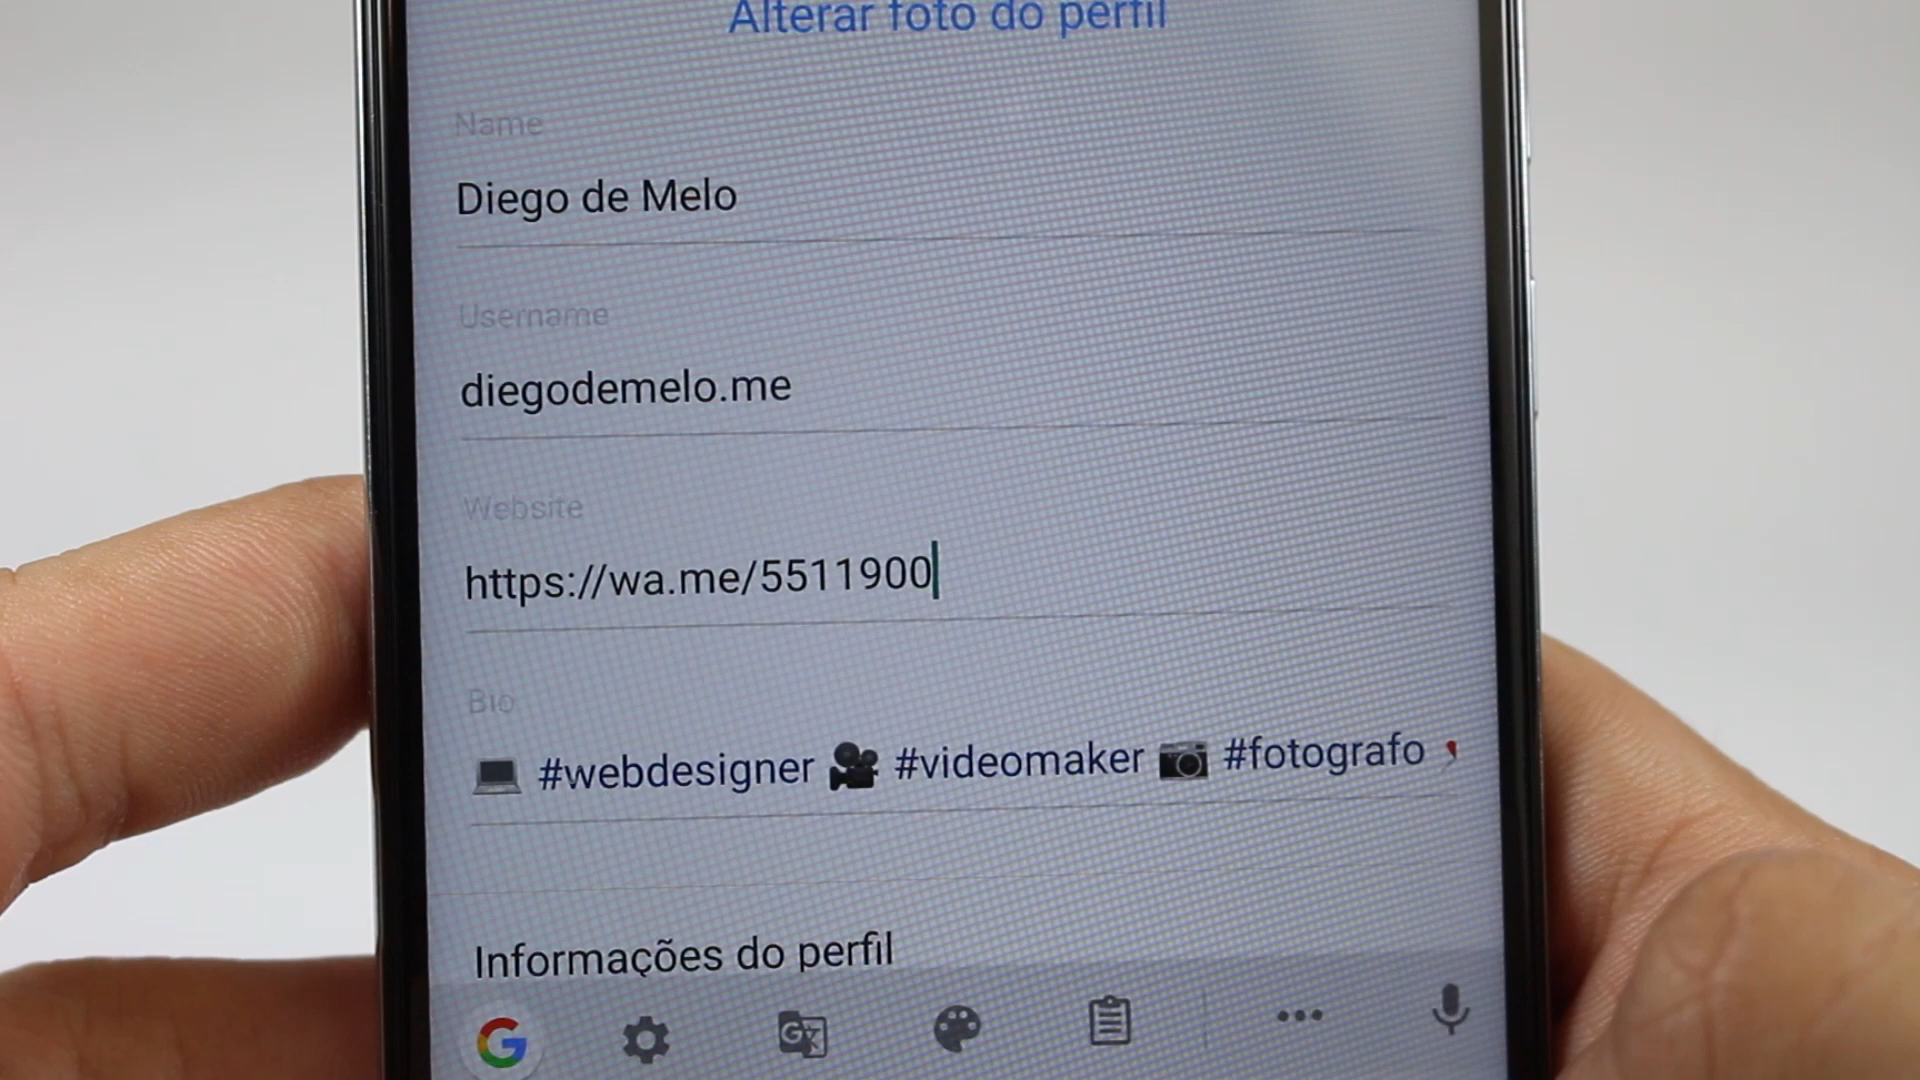 Alterar foto do perfil
Name
Diego de Melo
Username
diegodemelo.me
Website
https://wa.me/5511900
Bio
💻 #webdesigner 🎥 #videomaker 📷 #fotografo
Informações do perfil